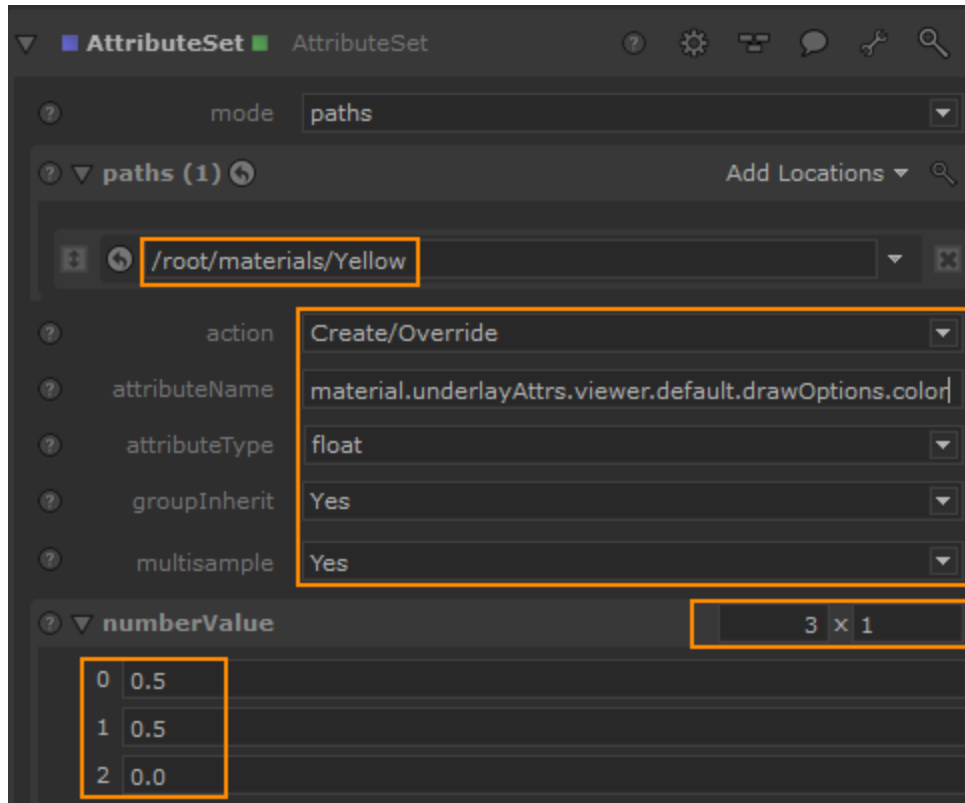 AttributeSet AttributeSet
mode paths
paths (1) Add Locations
/root/materials/Yellow
action Create/Override
attributeName material.underlayAttrs.viewer.default.drawOptions.color
attributeType float
groupInherit Yes
multisample Yes
numberValue 3 x 1
0 0.5
1 0.5
2 0.0